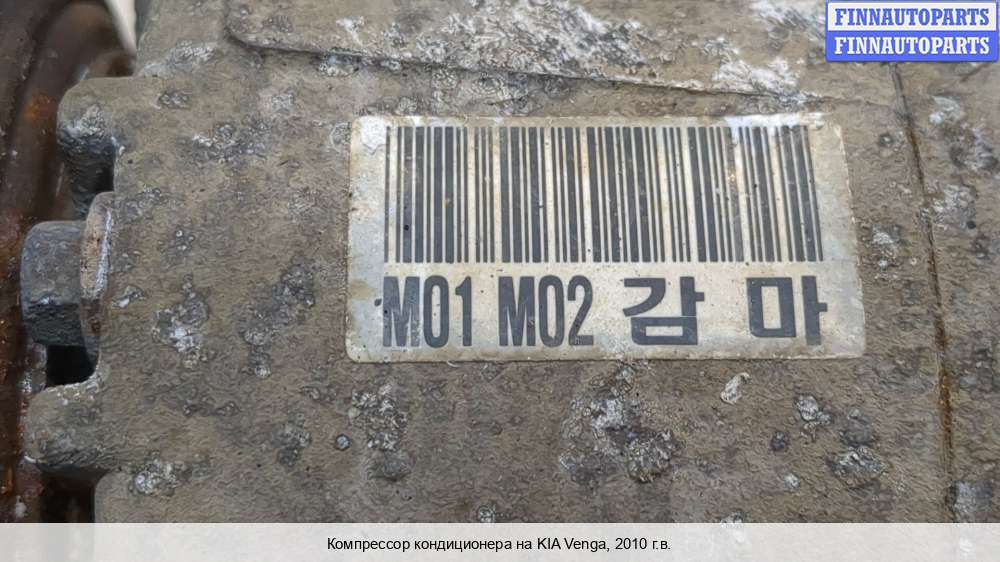 FINNAUTOPARTS
FINNAUTOPARTS
M01 M02 감 마
Компрессор кондиционера на KIA Venga, 2010 г.в.